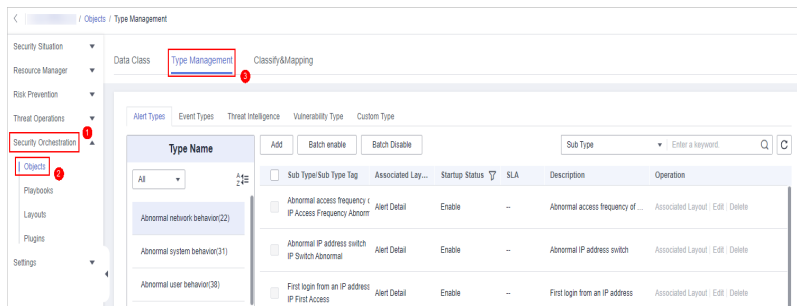 / Objects / Type Management
Security Situation
Resource Manager
Risk Prevention
Threat Operations
Security Orchestration
1
Objects
2
Playbooks
Layouts
Plugins
Settings
Data Class Type Management Classify&Mapping
3
Alert Types Event Types Threat Intelligence Vulnerability Type Custom Type
Type Name
All
Abnormal network behavior(22)
Abnormal system behavior(31)
Abnormal user behavior(38)
Add Batch enable Batch Disable Sub Type Enter a keyword.
Sub Type/Sub Type Tag Associated Lay... Startup Status SLA Description Operation
Abnormal access frequency
IP Access Frequency Abnorm
Alert Detail Enable -- Abnormal access frequency of ... Associated Layout Edit Delete
Abnormal IP address switch
IP Switch Abnormal
Alert Detail Enable -- Abnormal IP address switch Associated Layout Edit Delete
First login from an IP address
IP First Access
Alert Detail Enable -- First login from an IP address Associated Layout Edit Delete